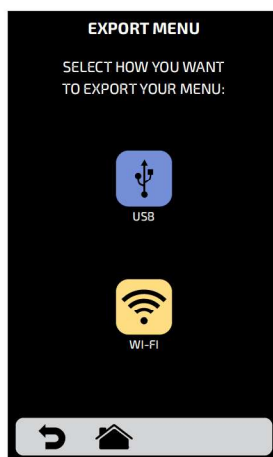 EXPORT MENU
SELECT HOW YOU WANT
TO EXPORT YOUR MENU:
USB
WI-FI